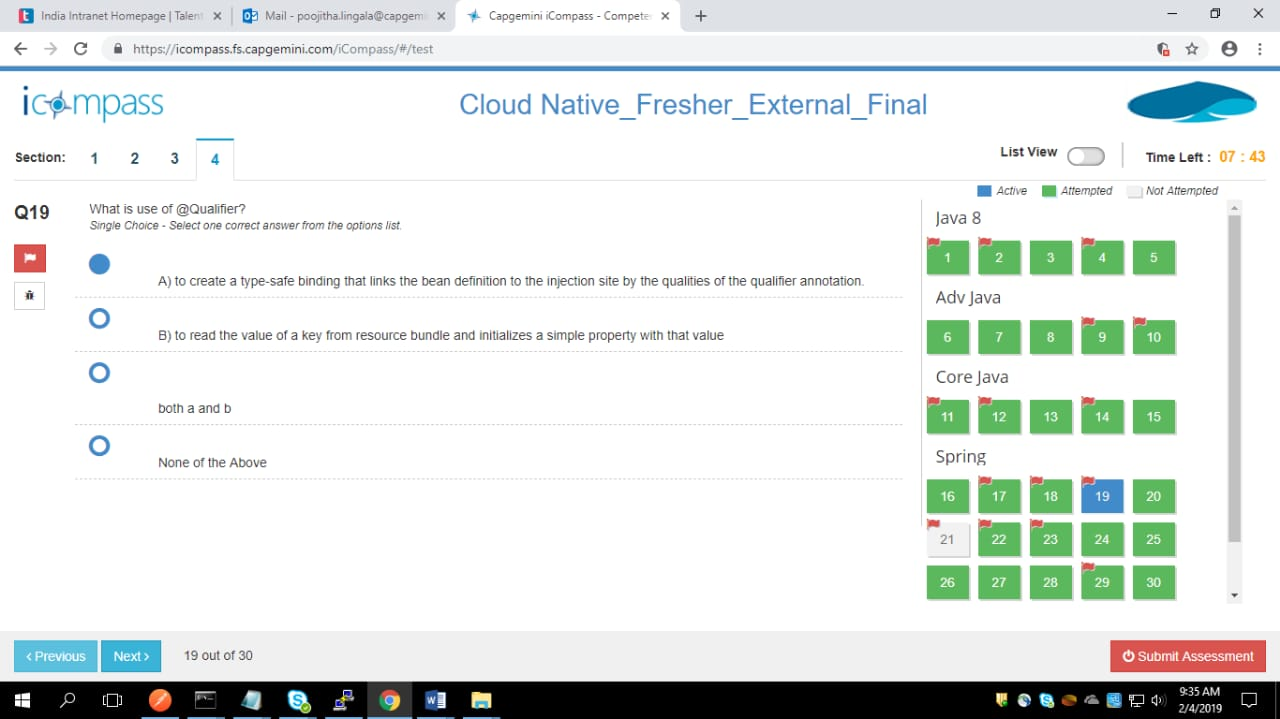 India Intranet Homepage | Talent
Mail - poojitha.lingala@capgemi
Capgemini iCompass - Compete
https://icompass.fs.capgemini.com/iCompass/#/test
icompass
Cloud Native_Fresher_External_Final
Section: 1 2 3 4
List View
Time Left : 07 : 43
Active Attempted Not Attempted
Q19
What is use of @Qualifier?
Single Choice - Select one correct answer from the options list.
A) to create a type-safe binding that links the bean definition to the injection site by the qualities of the qualifier annotation.
B) to read the value of a key from resource bundle and initializes a simple property with that value
both a and b
None of the Above
Java 8
1 2 3 4 5
Adv Java
6 7 8 9 10
Core Java
11 12 13 14 15
Spring
16 17 18 19 20
21 22 23 24 25
26 27 28 29 30
< Previous
Next >
19 out of 30
Submit Assessment
9:35 AM
2/4/2019